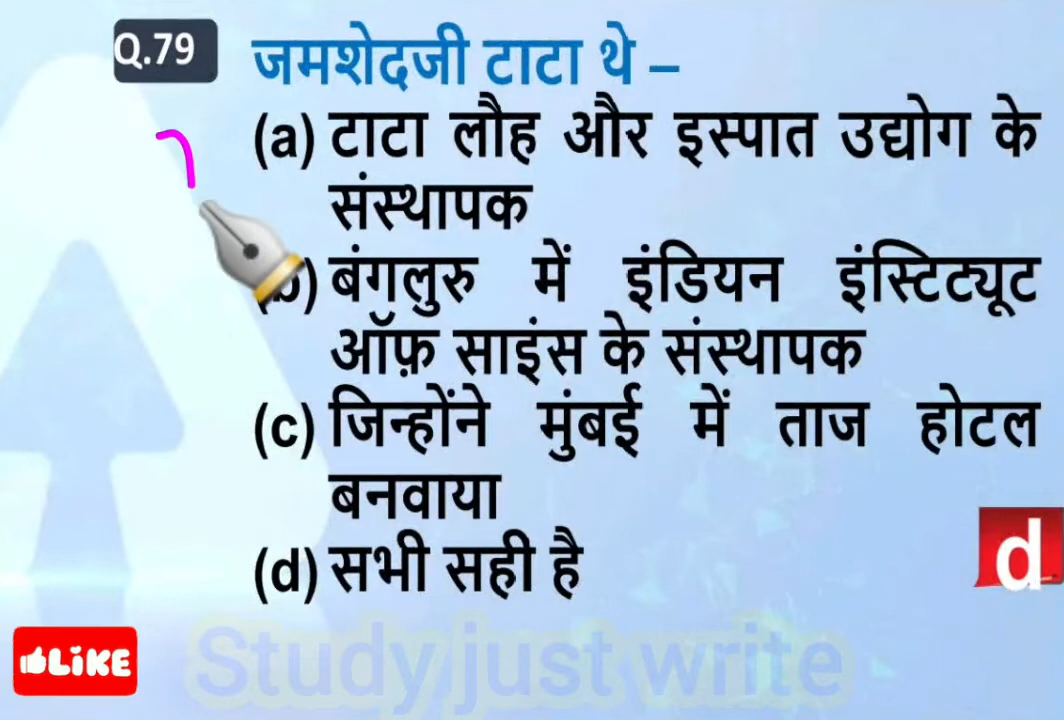 Q.79 जमशेदजी टाटा थे –
(a) टाटा लौह और इस्पात उद्योग के
संस्थापक
(b) बंगलुरु में इंडियन इंस्टिट्यूट
ऑफ़ साइंस के संस्थापक
(c) जिन्होंने मुंबई में ताज होटल
बनवाया
(d) सभी सही है
d
LiKE
Study just write